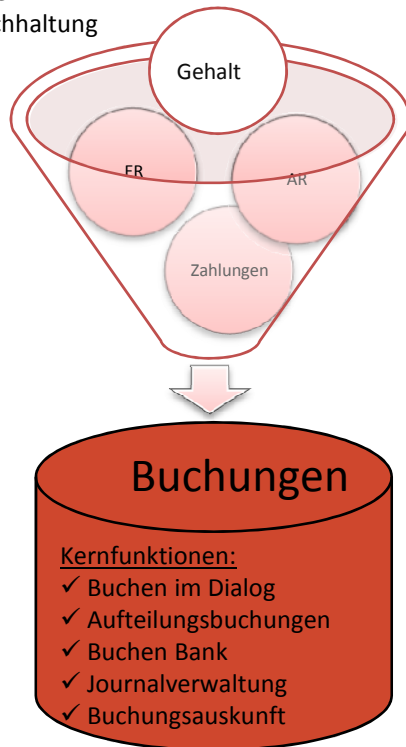 chhaltung
Gehalt
ER
AR
Zahlungen
Buchungen
Kernfunktionen:
✓ Buchen im Dialog
✓ Aufteilungsbuchungen
✓ Buchen Bank
✓ Journalverwaltung
✓ Buchungsauskunft